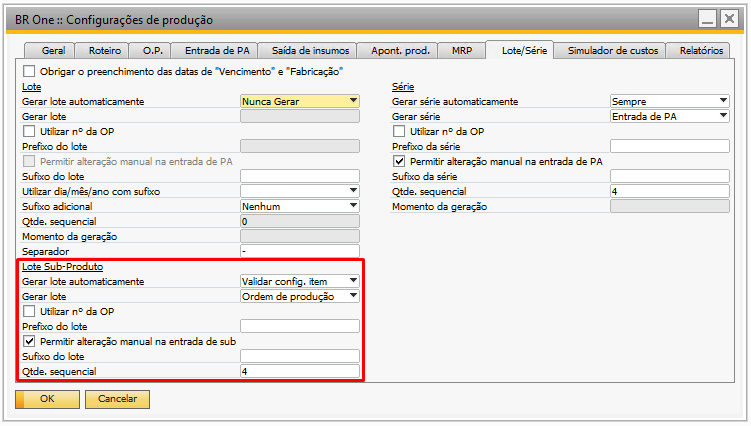 BR One :: Configurações de produção
Geral Roteiro O.P. Entrada de PA Saída de insumos Apont. prod. MRP Lote/Série Simulador de custos Relatórios
Obrigar o preenchimento das datas de "Vencimento" e "Fabricação"
Lote
Gerar lote automaticamente Nunca Gerar
Gerar lote
Utilizar nº da OP
Prefixo do lote
Permitir alteração manual na entrada de PA
Sufixo do lote
Utilizar dia/mês/ano com sufixo
Sufixo adicional Nenhum
Qtde. sequencial 0
Momento da geração
Separador -
Série
Gerar série automaticamente Sempre
Gerar série Entrada de PA
Utilizar nº da OP
Prefixo da série
Permitir alteração manual na entrada de PA
Sufixo da série
Qtde. sequencial 4
Momento da geração
Lote Sub-Produto
Gerar lote automaticamente Validar config. item
Gerar lote Ordem de produção
Utilizar nº da OP
Prefixo do lote
Permitir alteração manual na entrada de sub
Sufixo do lote
Qtde. sequencial 4
OK Cancelar